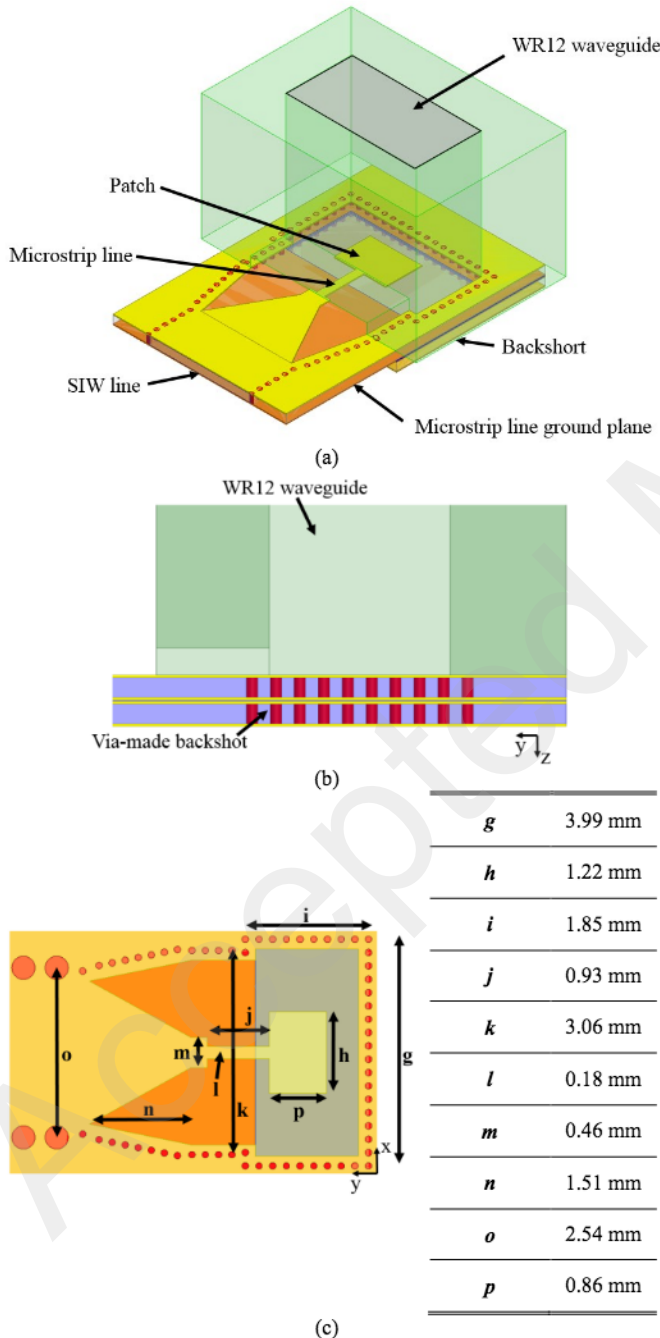 WR12 waveguide
Patch
Microstrip line
Backshort
SIW line
Microstrip line ground plane
(a)
WR12 waveguide
Via-made backshot
y
z
(b)
g 3.99 mm
h 1.22 mm
i 1.85 mm
j 0.93 mm
k 3.06 mm
l 0.18 mm
m 0.46 mm
n 1.51 mm
o 2.54 mm
p 0.86 mm
i
j
m
h
g
o
l
k
p
n
x
y
(c)
Accepted M